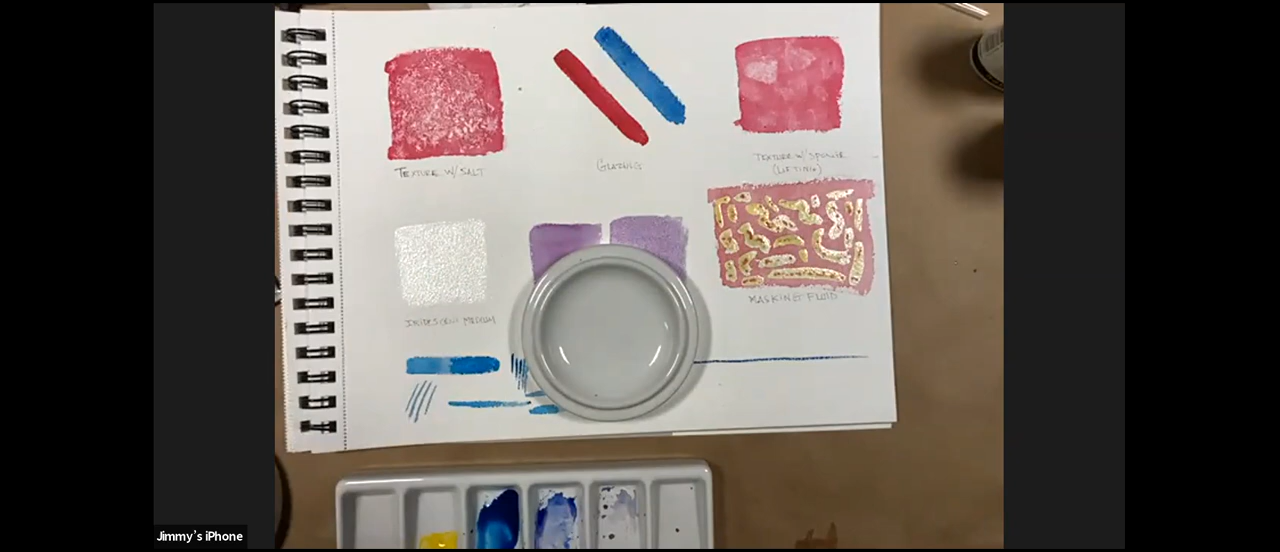 TEXTURE W/ SALT
GLAZING
TEXTURE W/ SPONGE
(LIFTING)
MASKING FLUID
IRIDESCENT MEDIUM
Jimmy's iPhone